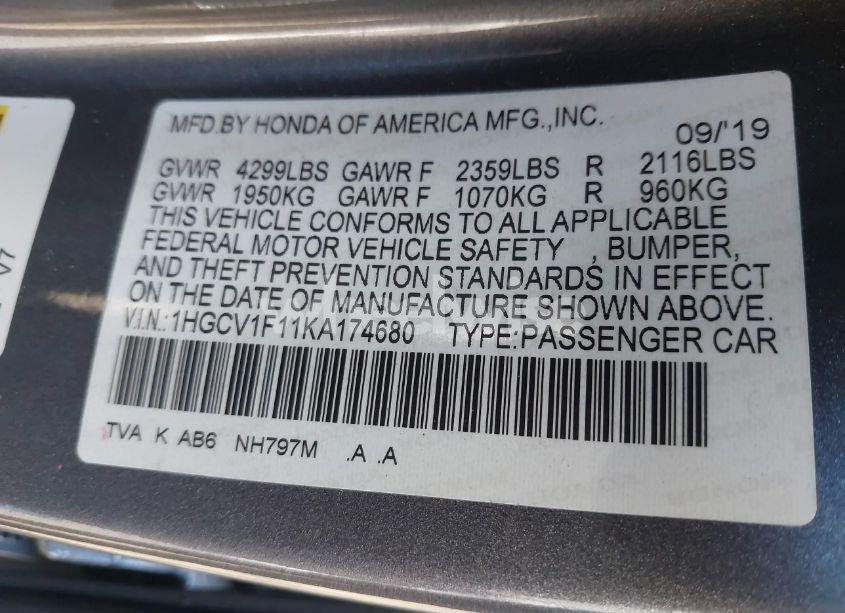 MFD.BY HONDA OF AMERICA MFG.,INC. 09/'19
GVWR 4299LBS GAWR F 2359LBS R 2116LBS
GVWR 1950KG GAWR F 1070KG R 960KG
THIS VEHICLE CONFORMS TO ALL APPLICABLE
FEDERAL MOTOR VEHICLE SAFETY , BUMPER,
AND THEFT PREVENTION STANDARDS IN EFFECT
ON THE DATE OF MANUFACTURE SHOWN ABOVE.
V.I.N.:1HGCV1F11KA174680 TYPE:PASSENGER CAR
TVA K AB6 NH797M .A .A
V7